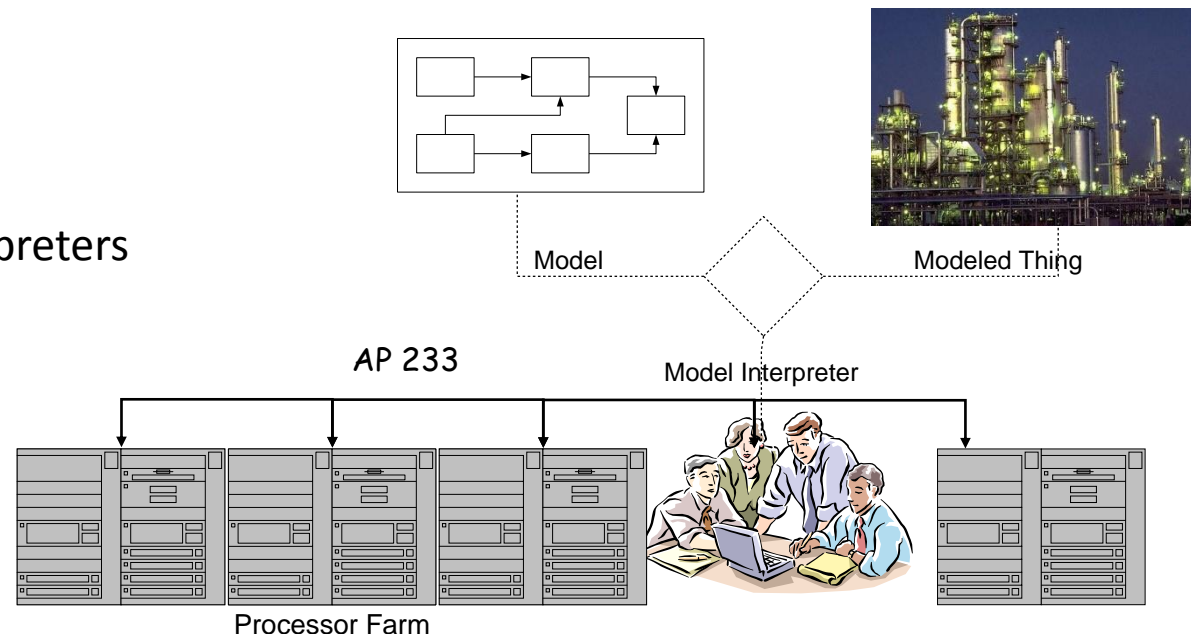 preters
Model
Modeled Thing
AP 233
Model Interpreter
Processor Farm